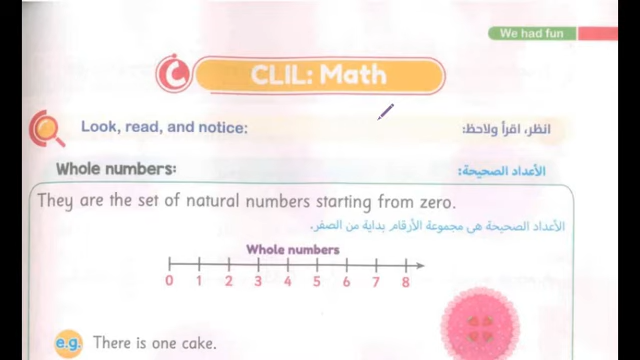 We had fun
CLIL: Math
Look, read, and notice:
انظر، اقرأ ولاحظ:
Whole numbers:
الأعداد الصحيحة:
They are the set of natural numbers starting from zero.
الأعداد الصحيحة هى مجموعة الأرقام بداية من الصفر.
Whole numbers
0 1 2 3 4 5 6 7 8
e.g. There is one cake.